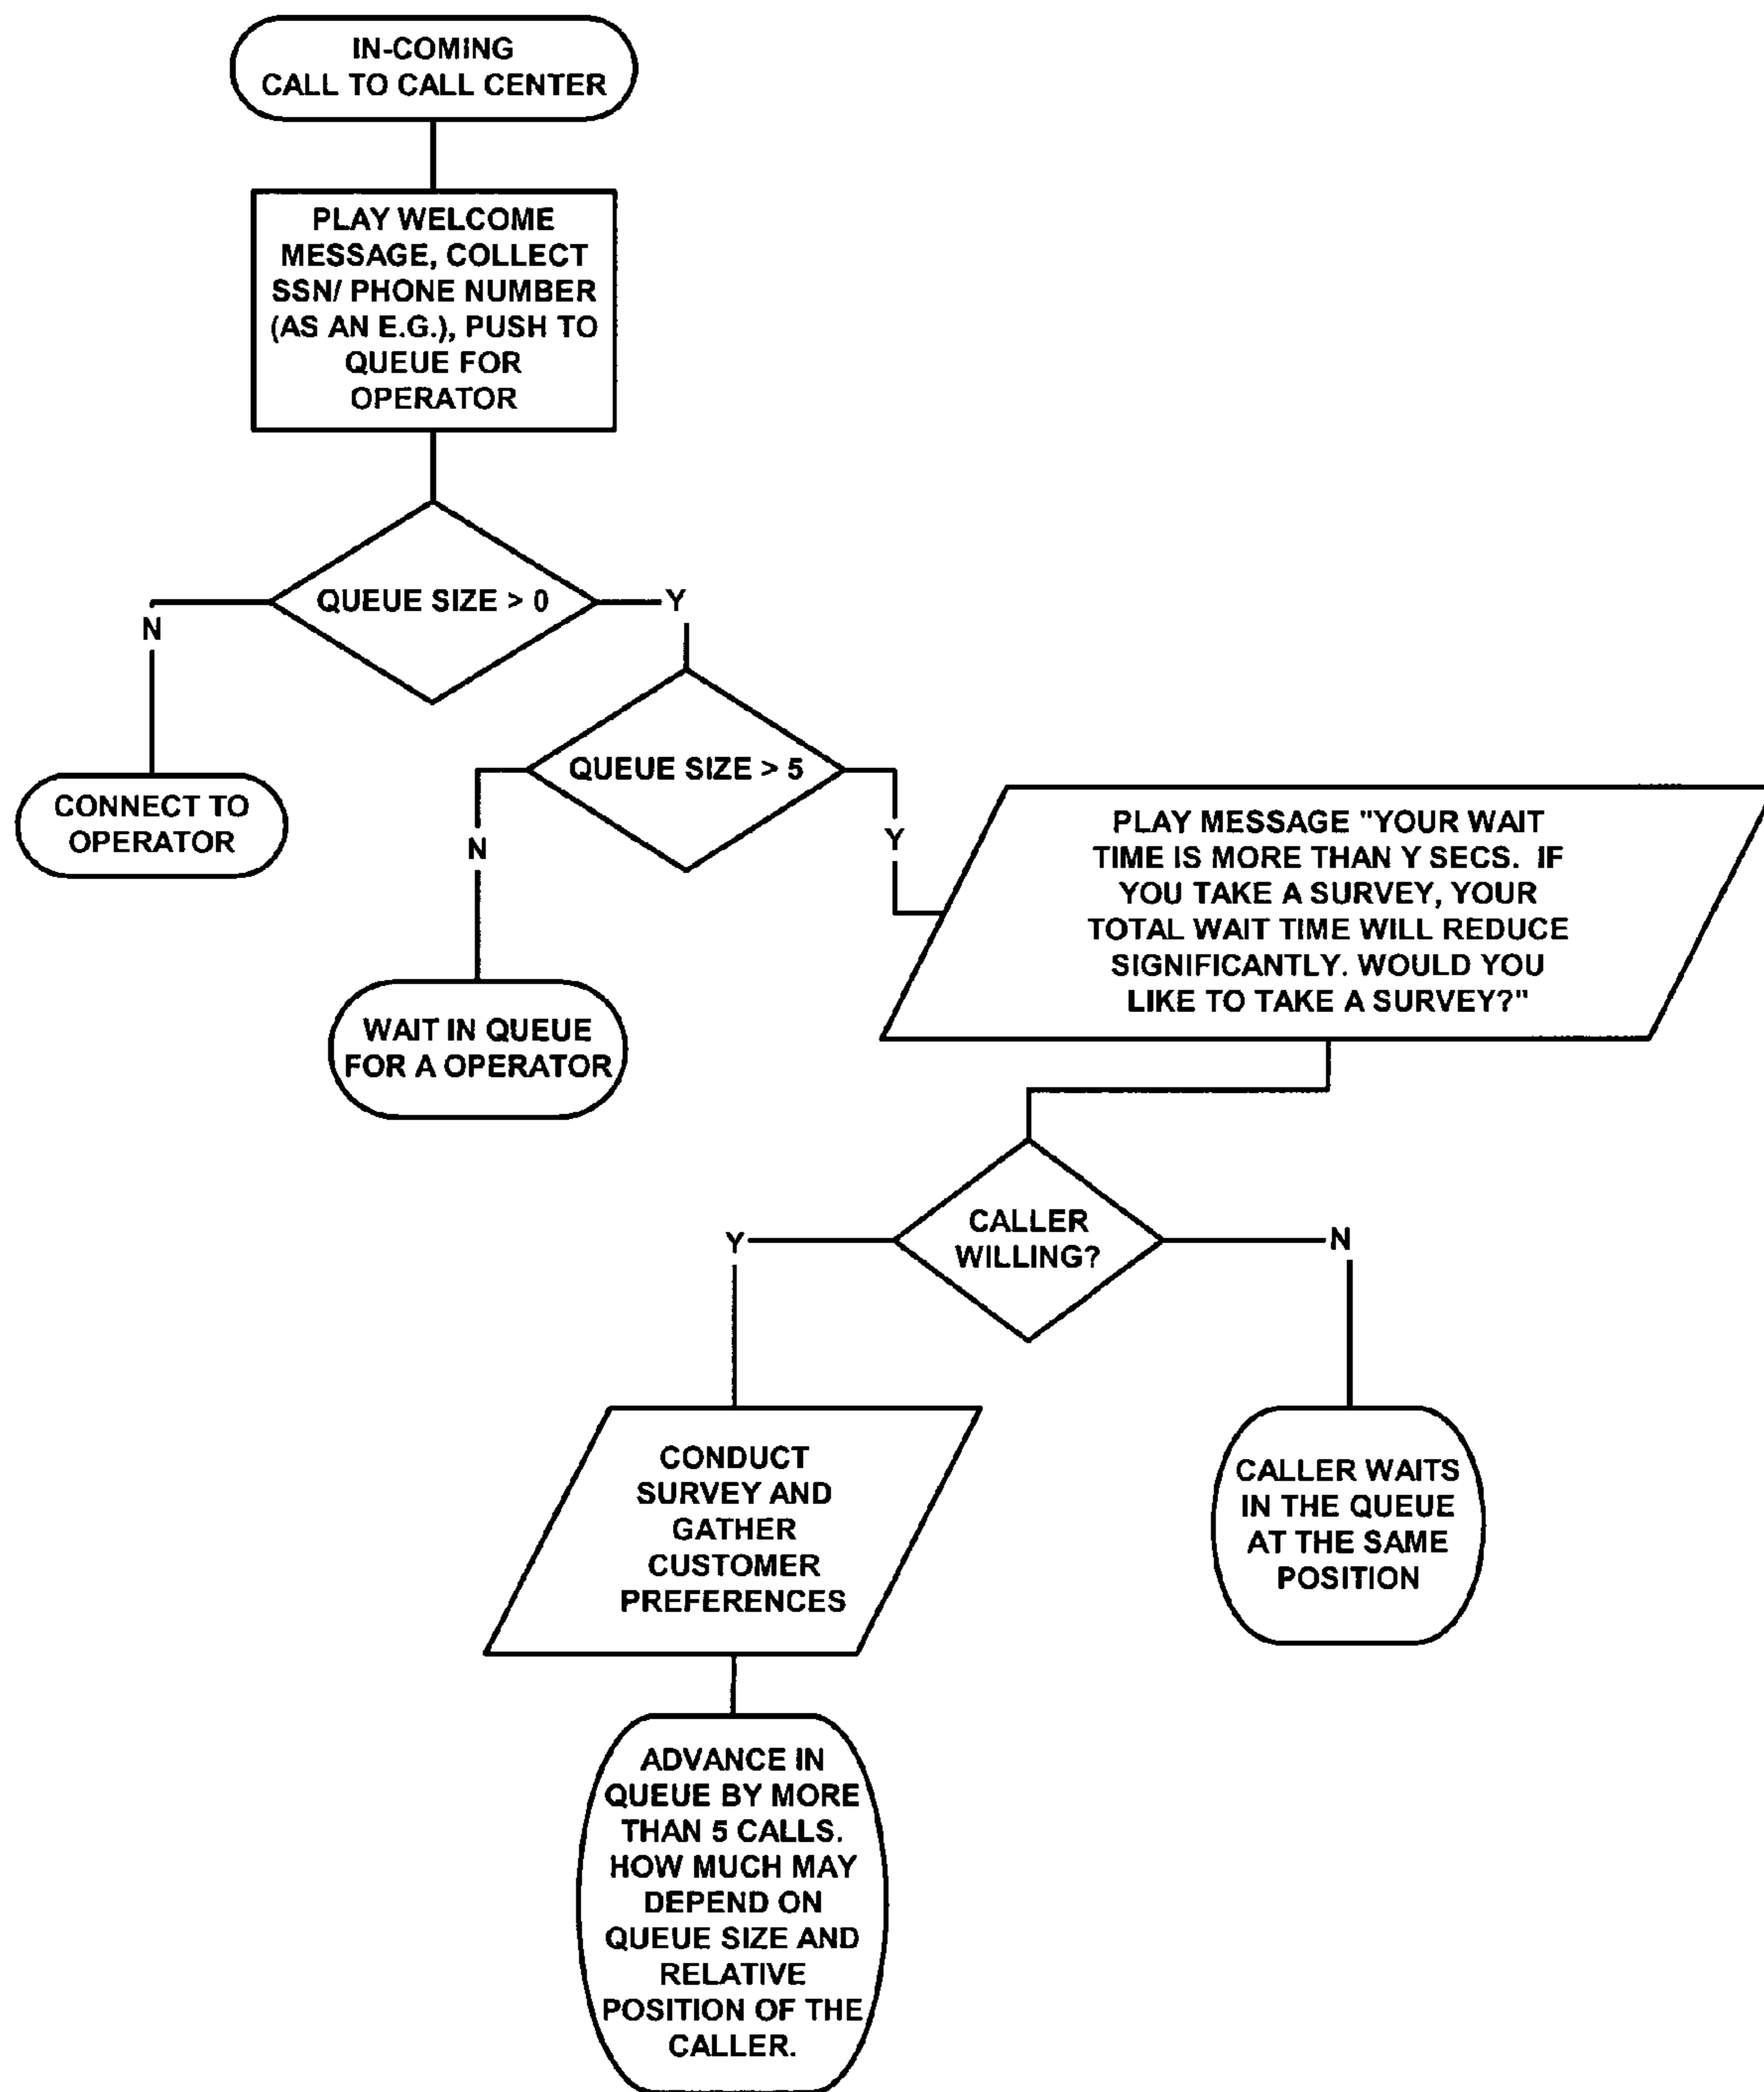 IN-COMING
CALL TO CALL CENTER
PLAY WELCOME
MESSAGE, COLLECT
SSN/ PHONE NUMBER
(AS AN E.G.), PUSH TO
QUEUE FOR
OPERATOR
QUEUE SIZE > 0
N
Y
QUEUE SIZE > 5
N
Y
CONNECT TO
OPERATOR
WAIT IN QUEUE
FOR A OPERATOR
PLAY MESSAGE "YOUR WAIT
TIME IS MORE THAN Y SECS. IF
YOU TAKE A SURVEY, YOUR
TOTAL WAIT TIME WILL REDUCE
SIGNIFICANTLY. WOULD YOU
LIKE TO TAKE A SURVEY?"
CALLER
WILLING?
Y
N
CONDUCT
SURVEY AND
GATHER
CUSTOMER
PREFERENCES
CALLER WAITS
IN THE QUEUE
AT THE SAME
POSITION
ADVANCE IN
QUEUE BY MORE
THAN 5 CALLS.
HOW MUCH MAY
DEPEND ON
QUEUE SIZE AND
RELATIVE
POSITION OF THE
CALLER.